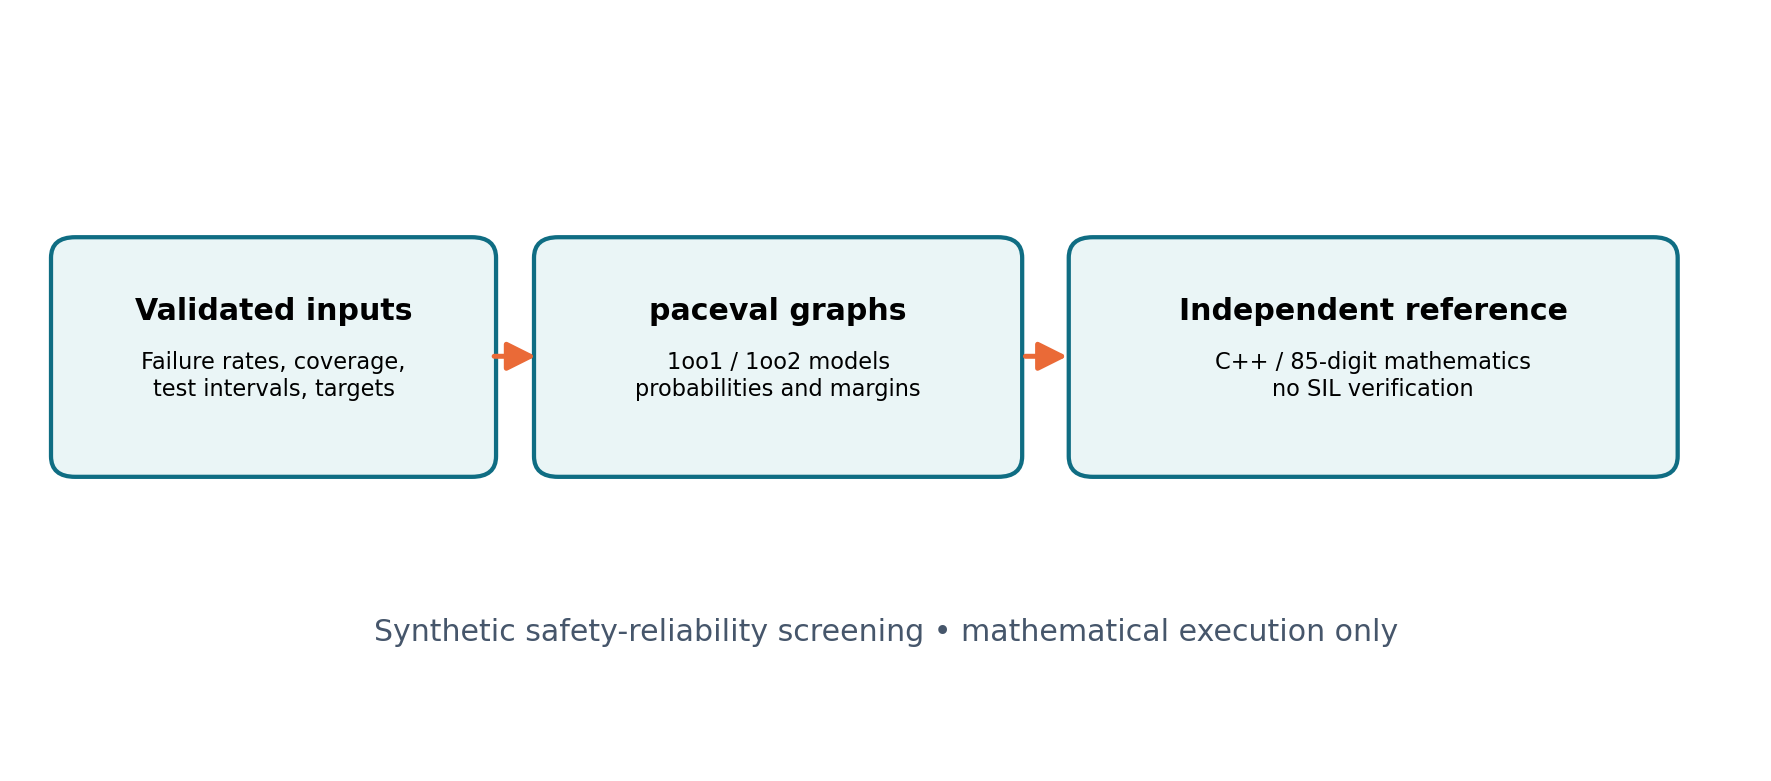 Validated inputs
Failure rates, coverage,
test intervals, targets
paceval graphs
1oo1 / 1oo2 models
probabilities and margins
Independent reference
C++ / 85-digit mathematics
no SIL verification
Synthetic safety-reliability screening • mathematical execution only